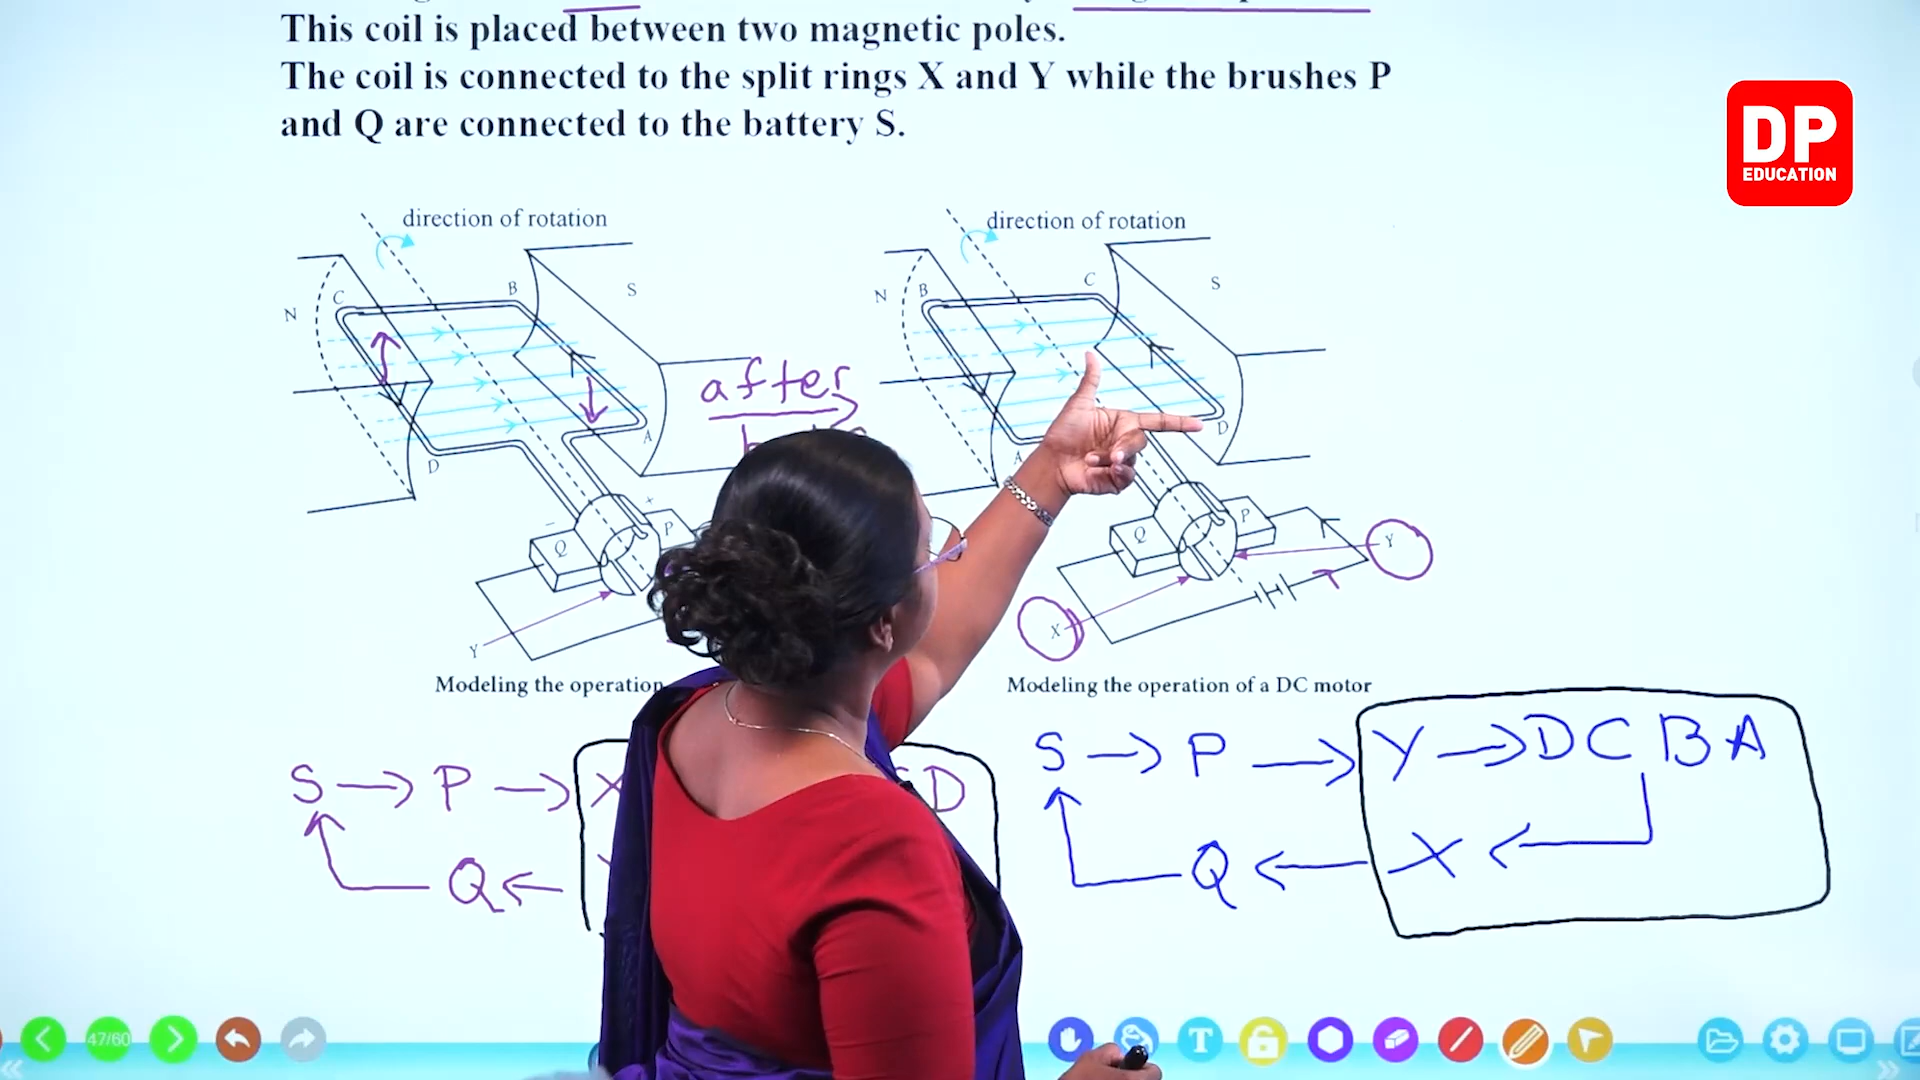 This coil is placed between two magnetic poles.
The coil is connected to the split rings X and Y while the brushes P
and Q are connected to the battery S.
DP
EDUCATION
direction of rotation
direction of rotation
N
C
B
S
N
B
C
S
after
D
A
A
D
+
−
Q
P
Q
P
Y
X
Y
Modeling the operation
Modeling the operation of a DC motor
S → P → X
D
Q ←
S → P → Y → D C B A
Q ← X ←
47/60
T